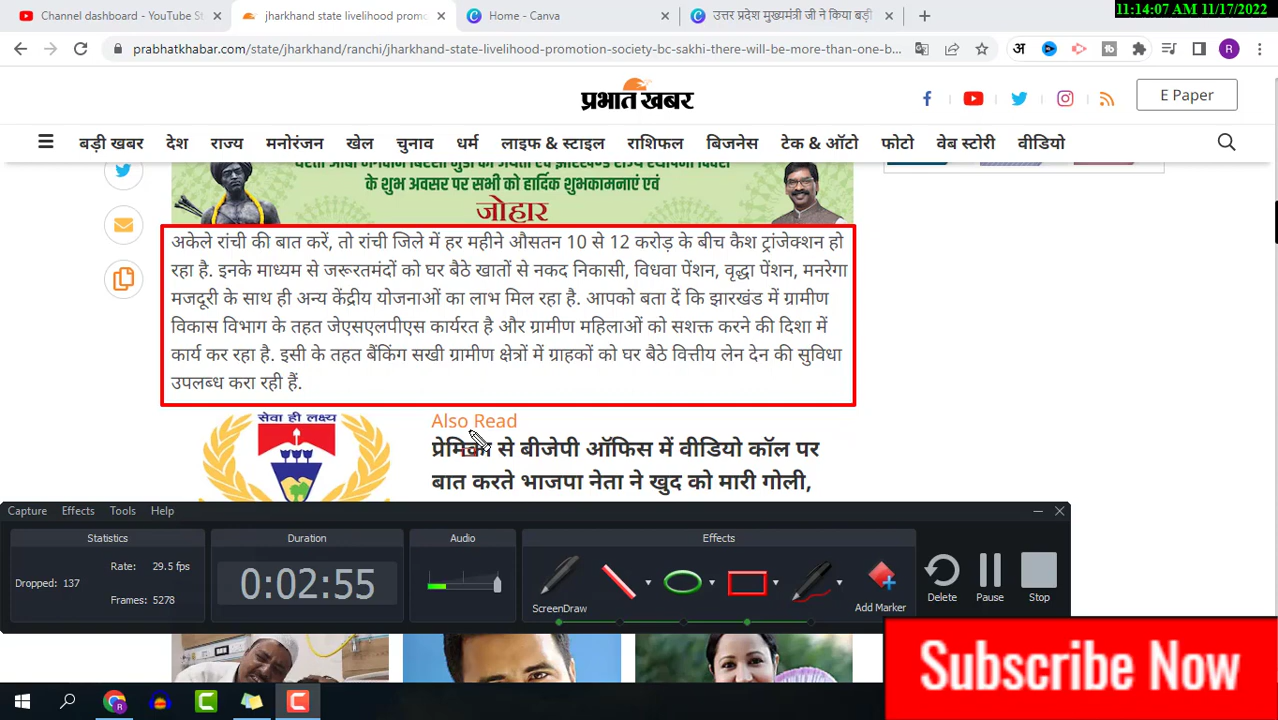 11:14:07 AM 11/17/2022
Channel dashboard - YouTube St
jharkhand state livelihood promo
Home - Canva
उत्तर प्रदेश मुख्यमंत्री जी ने किया बड़ी
prabhatkhabar.com/state/jharkhand/ranchi/jharkhand-state-livelihood-promotion-society-bc-sakhi-there-will-be-more-than-one-b...
अ
tb
R
प्रभात खबर
E Paper
बड़ी खबर देश राज्य मनोरंजन खेल चुनाव धर्म लाइफ & स्टाइल राशिफल बिजनेस टेक & ऑटो फोटो वेब स्टोरी वीडियो
के शुभ अवसर पर सभी को हार्दिक शुभकामनाएं एवं
जोहार
अकेले रांची की बात करें, तो रांची जिले में हर महीने औसतन 10 से 12 करोड़ के बीच कैश ट्रांजेक्शन हो
रहा है. इनके माध्यम से जरूरतमंदों को घर बैठे खातों से नकद निकासी, विधवा पेंशन, वृद्धा पेंशन, मनरेगा
मजदूरी के साथ ही अन्य केंद्रीय योजनाओं का लाभ मिल रहा है. आपको बता दें कि झारखंड में ग्रामीण
विकास विभाग के तहत जेएसएलपीएस कार्यरत है और ग्रामीण महिलाओं को सशक्त करने की दिशा में
कार्य कर रहा है. इसी के तहत बैंकिंग सखी ग्रामीण क्षेत्रों में ग्राहकों को घर बैठे वित्तीय लेन देन की सुविधा
उपलब्ध करा रही हैं.
सेवा ही लक्ष्य
Also Read
से बीजेपी ऑफिस में वीडियो कॉल पर
बात करते भाजपा नेता ने खुद को मारी गोली,
Capture Effects Tools Help
Statistics
Duration
Audio
Effects
Dropped: 137
Rate: 29.5 fps
Frames: 5278
0:02:55
ScreenDraw
Add Marker
Delete
Pause
Stop
Subscribe Now